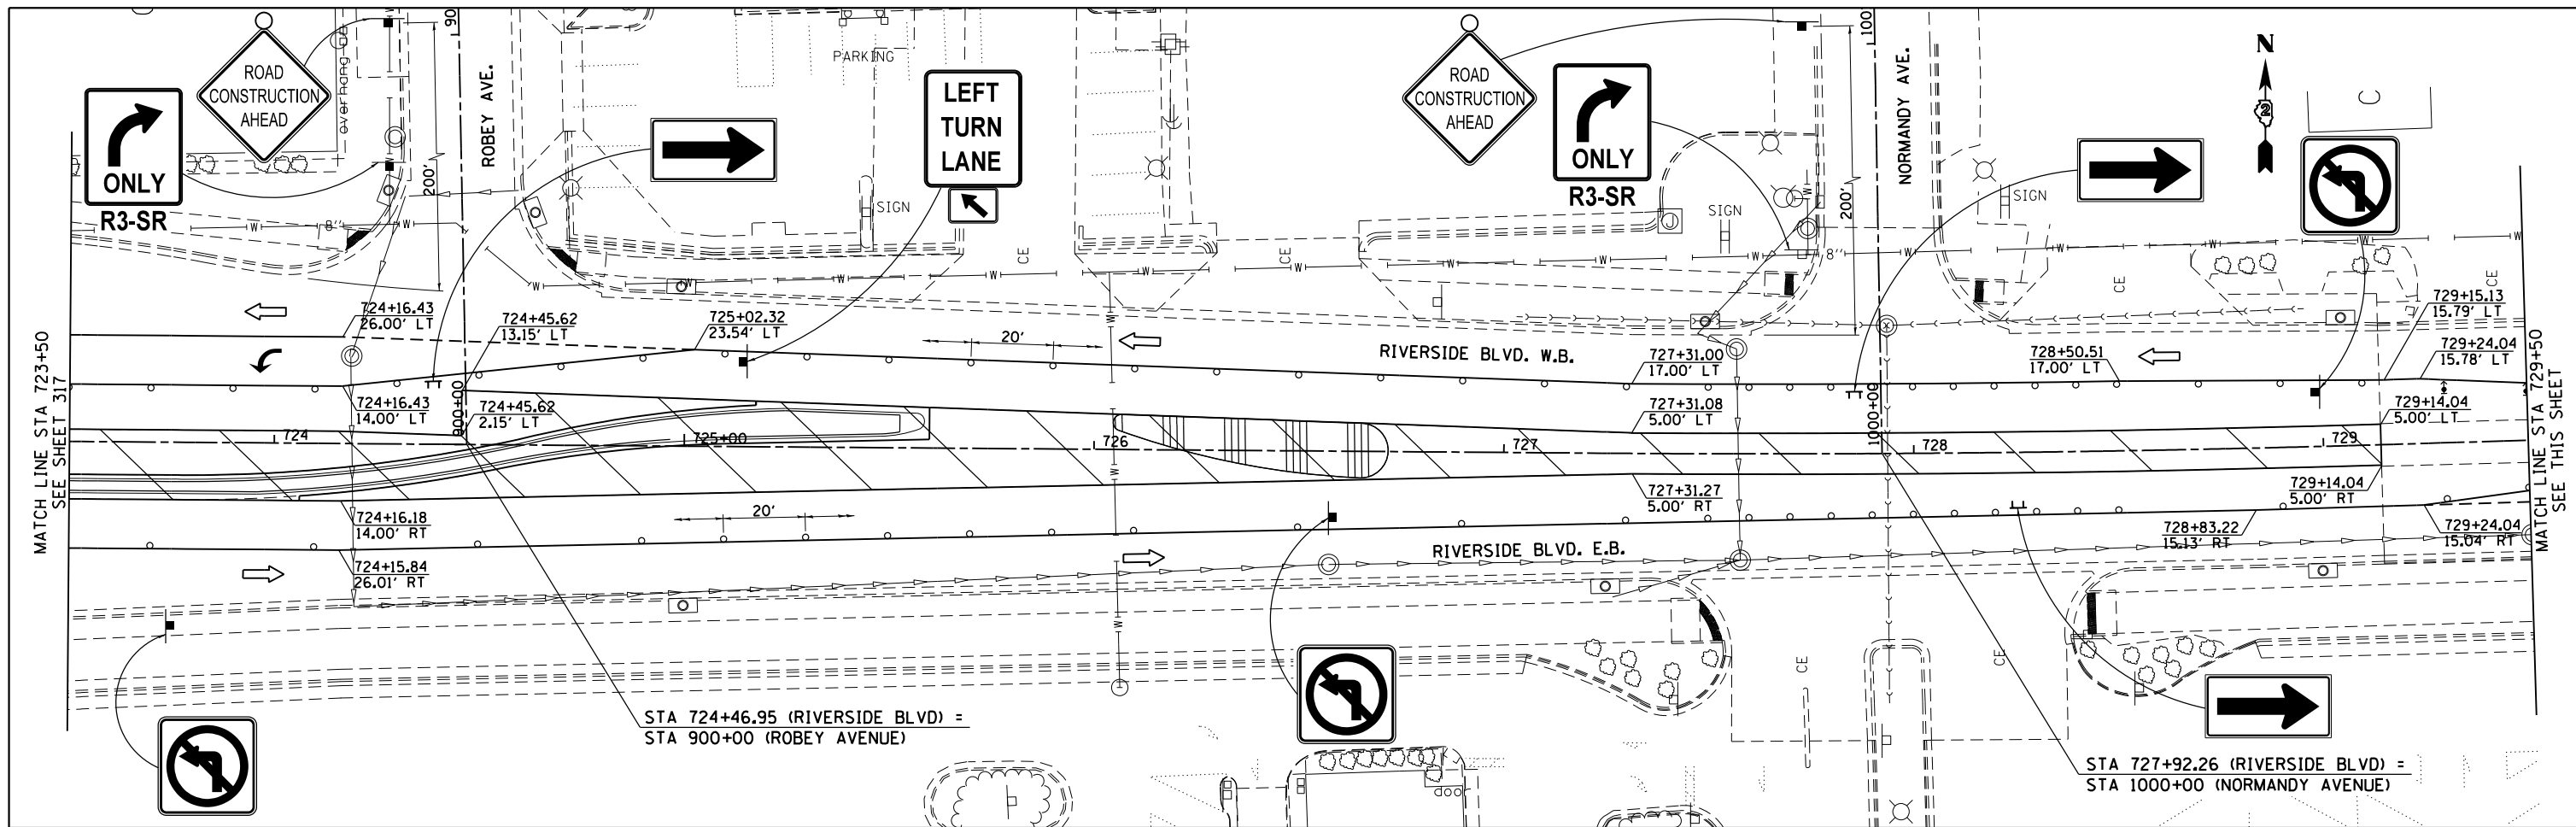 90
ROAD
CONSTRUCTION
AHEAD
overhang
ONLY
R3-SR
200'
ROBEY AVE.
PARKING
LEFT
TURN
LANE
SIGN
CE
W
8"
ROAD
CONSTRUCTION
AHEAD
ONLY
R3-SR
200'
100
NORMANDY AVE.
SIGN
J
CE
8"
SIGN
N
2
C
CE
CE
MATCH LINE STA 723+50
SEE SHEET 317
724+16.43
26.00' LT
724+45.62
13.15' LT
725+02.32
23.54' LT
20'
RIVERSIDE BLVD. W.B.
727+31.00
17.00' LT
728+50.51
17.00' LT
729+15.13
15.79' LT
729+24.04
15.78' LT
724+16.43
14.00' LT
900+00
724+45.62
2.15' LT
727+31.08
5.00' LT
1000+00
729+14.04
5.00' LT
724
725+00
726
727
728
729
724+16.18
14.00' RT
20'
727+31.27
5.00' RT
729+14.04
5.00' RT
724+15.84
26.01' RT
RIVERSIDE BLVD. E.B.
728+83.22
15.13' RT
729+24.04
15.04' RT
MATCH LINE STA 729+50
SEE THIS SHEET
CE
CE
STA 724+46.95 (RIVERSIDE BLVD) =
STA 900+00 (ROBEY AVENUE)
STA 727+92.26 (RIVERSIDE BLVD) =
STA 1000+00 (NORMANDY AVENUE)